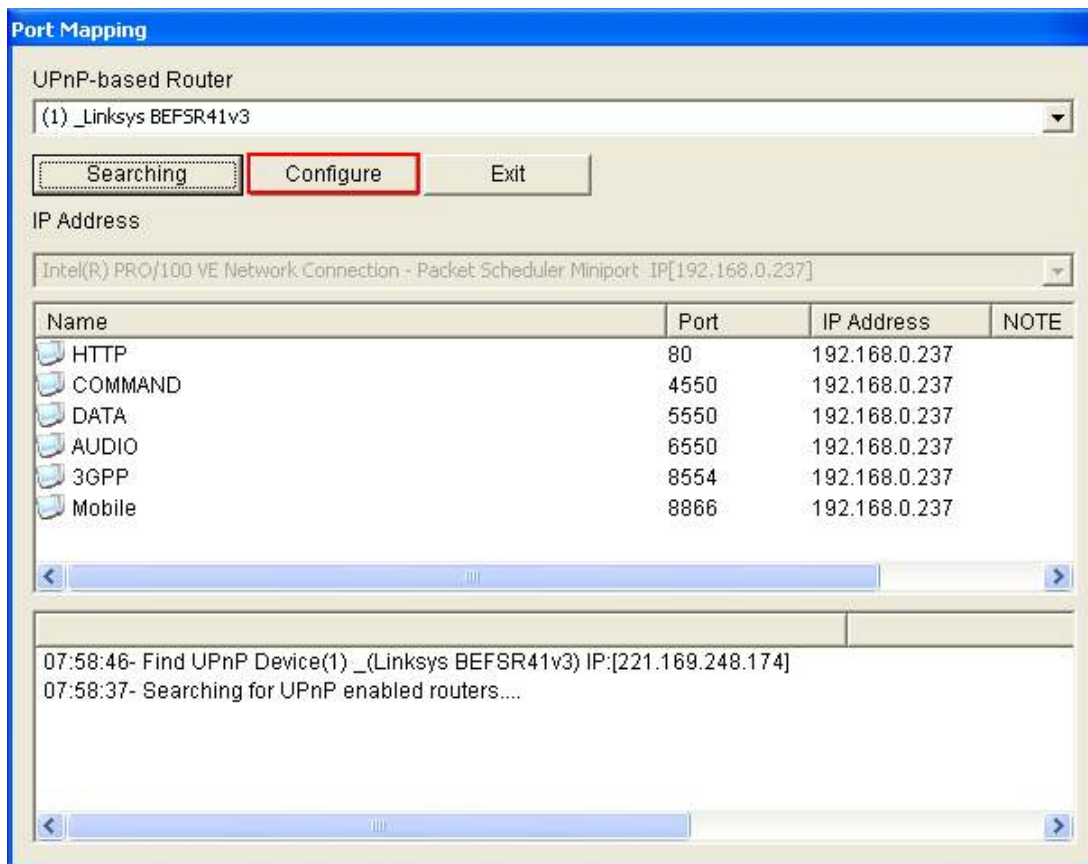 Port Mapping
UPnP-based Router
(1) _Linksys BEFSR41v3
Searching Configure Exit
IP Address
Intel(R) PRO/100 VE Network Connection - Packet Scheduler Miniport IP[192.168.0.237]
Name Port IP Address NOTE
HTTP 80 192.168.0.237
COMMAND 4550 192.168.0.237
DATA 5550 192.168.0.237
AUDIO 6550 192.168.0.237
3GPP 8554 192.168.0.237
Mobile 8866 192.168.0.237
07:58:46- Find UPnP Device(1) _(Linksys BEFSR41v3) IP:[221.169.248.174]
07:58:37- Searching for UPnP enabled routers....